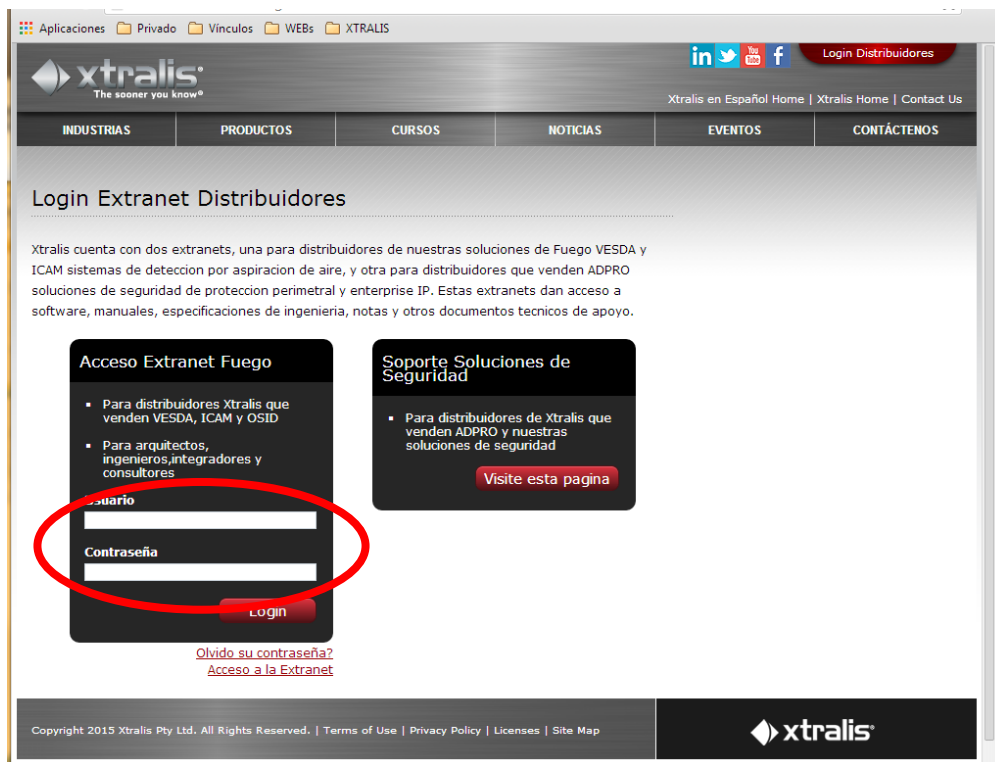 Aplicaciones Privado Vínculos WEBs XTRALIS
in You Tube f Login Distribuidores
xtralis
The sooner you know®
Xtralis en Español Home | Xtralis Home | Contact Us
INDUSTRIAS PRODUCTOS CURSOS NOTICIAS EVENTOS CONTÁCTENOS
Login Extranet Distribuidores
Xtralis cuenta con dos extranets, una para distribuidores de nuestras soluciones de Fuego VESDA y
ICAM sistemas de deteccion por aspiracion de aire, y otra para distribuidores que venden ADPRO
soluciones de seguridad de proteccion perimetral y enterprise IP. Estas extranets dan acceso a
software, manuales, especificaciones de ingenieria, notas y otros documentos tecnicos de apoyo.
Acceso Extranet Fuego
▪ Para distribuidores Xtralis que
venden VESDA, ICAM y OSID
▪ Para arquitectos,
ingenieros,integradores y
consultores
Usuario
Contraseña
Login
Olvido su contraseña?
Acceso a la Extranet
Soporte Soluciones de
Seguridad
▪ Para distribuidores de Xtralis que
venden ADPRO y nuestras
soluciones de seguridad
Visite esta pagina
Copyright 2015 Xtralis Pty Ltd. All Rights Reserved. | Terms of Use | Privacy Policy | Licenses | Site Map
xtralis